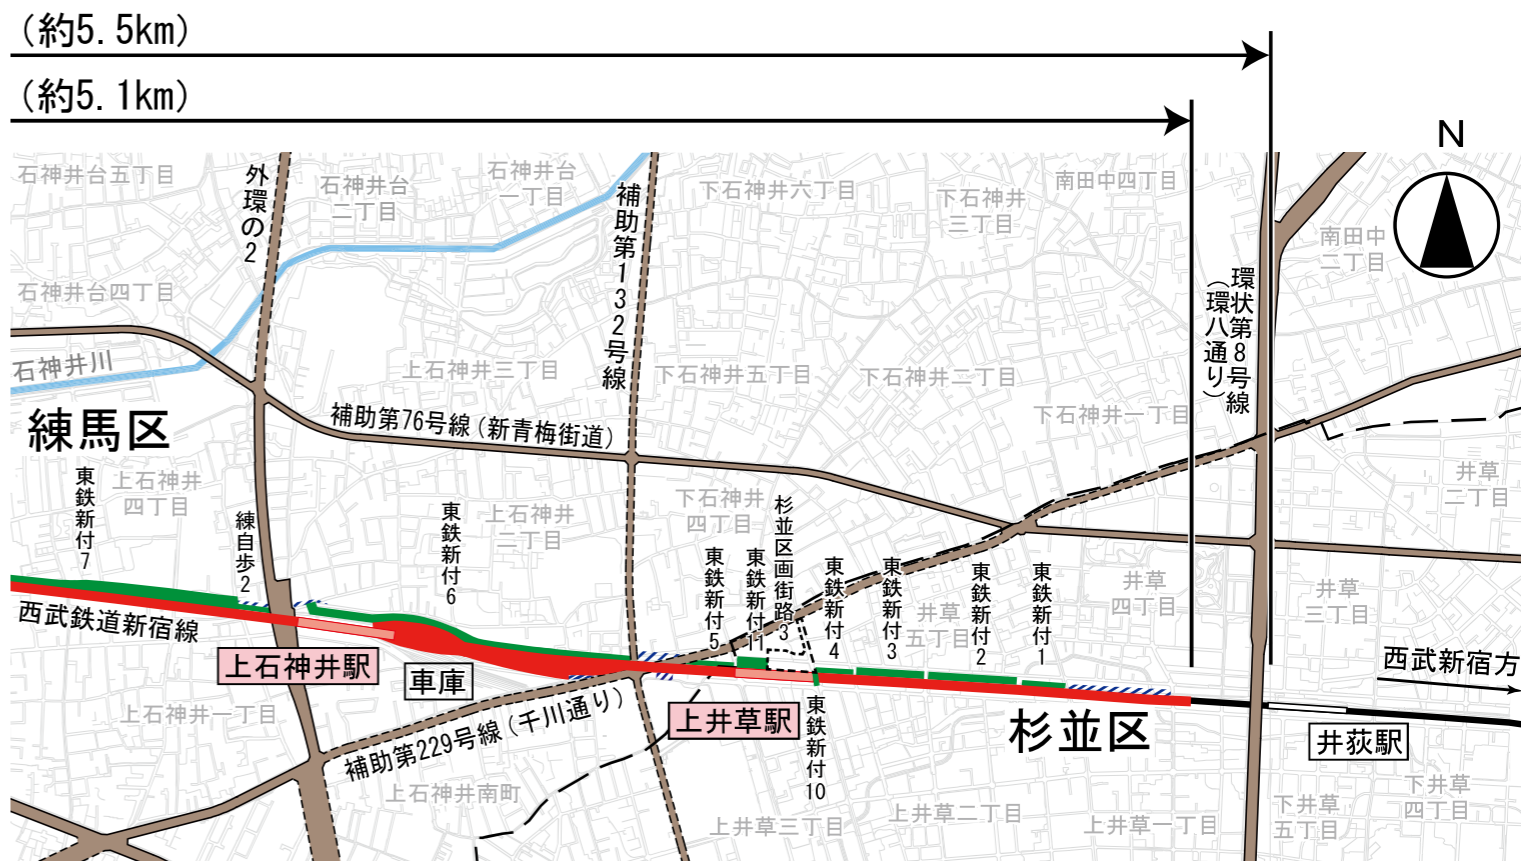 (約5.5km)
(約5.1km)
N
石神井台五丁目
外環の2
石神井台
二丁目
石神井台
一丁目
補助第132号線
下石神井六丁目
下石神井
三丁目
南田中四丁目
南田中
二丁目
環状第8号線
(環八通り)
石神井台四丁目
石神井川
上石神井三丁目
下石神井五丁目
下石神井二丁目
下石神井一丁目
練馬区
補助第76号線(新青梅街道)
東鉄新付7
上石神井
四丁目
練自歩2
東鉄新付6
上石神井
二丁目
下石神井
四丁目
杉並区画街路3
東鉄新付5
東鉄新付11
東鉄新付4
東鉄新付3
井草
五丁目
東鉄新付2
東鉄新付1
井草
四丁目
井草
三丁目
井草
二丁目
西武鉄道新宿線
上石神井駅
車庫
上石神井一丁目
補助第229号線(千川通り)
上井草駅
東鉄新付10
杉並区
西武新宿方
井荻駅
上石神井南町
上井草三丁目
上井草二丁目
上井草一丁目
下井草
五丁目
下井草
四丁目